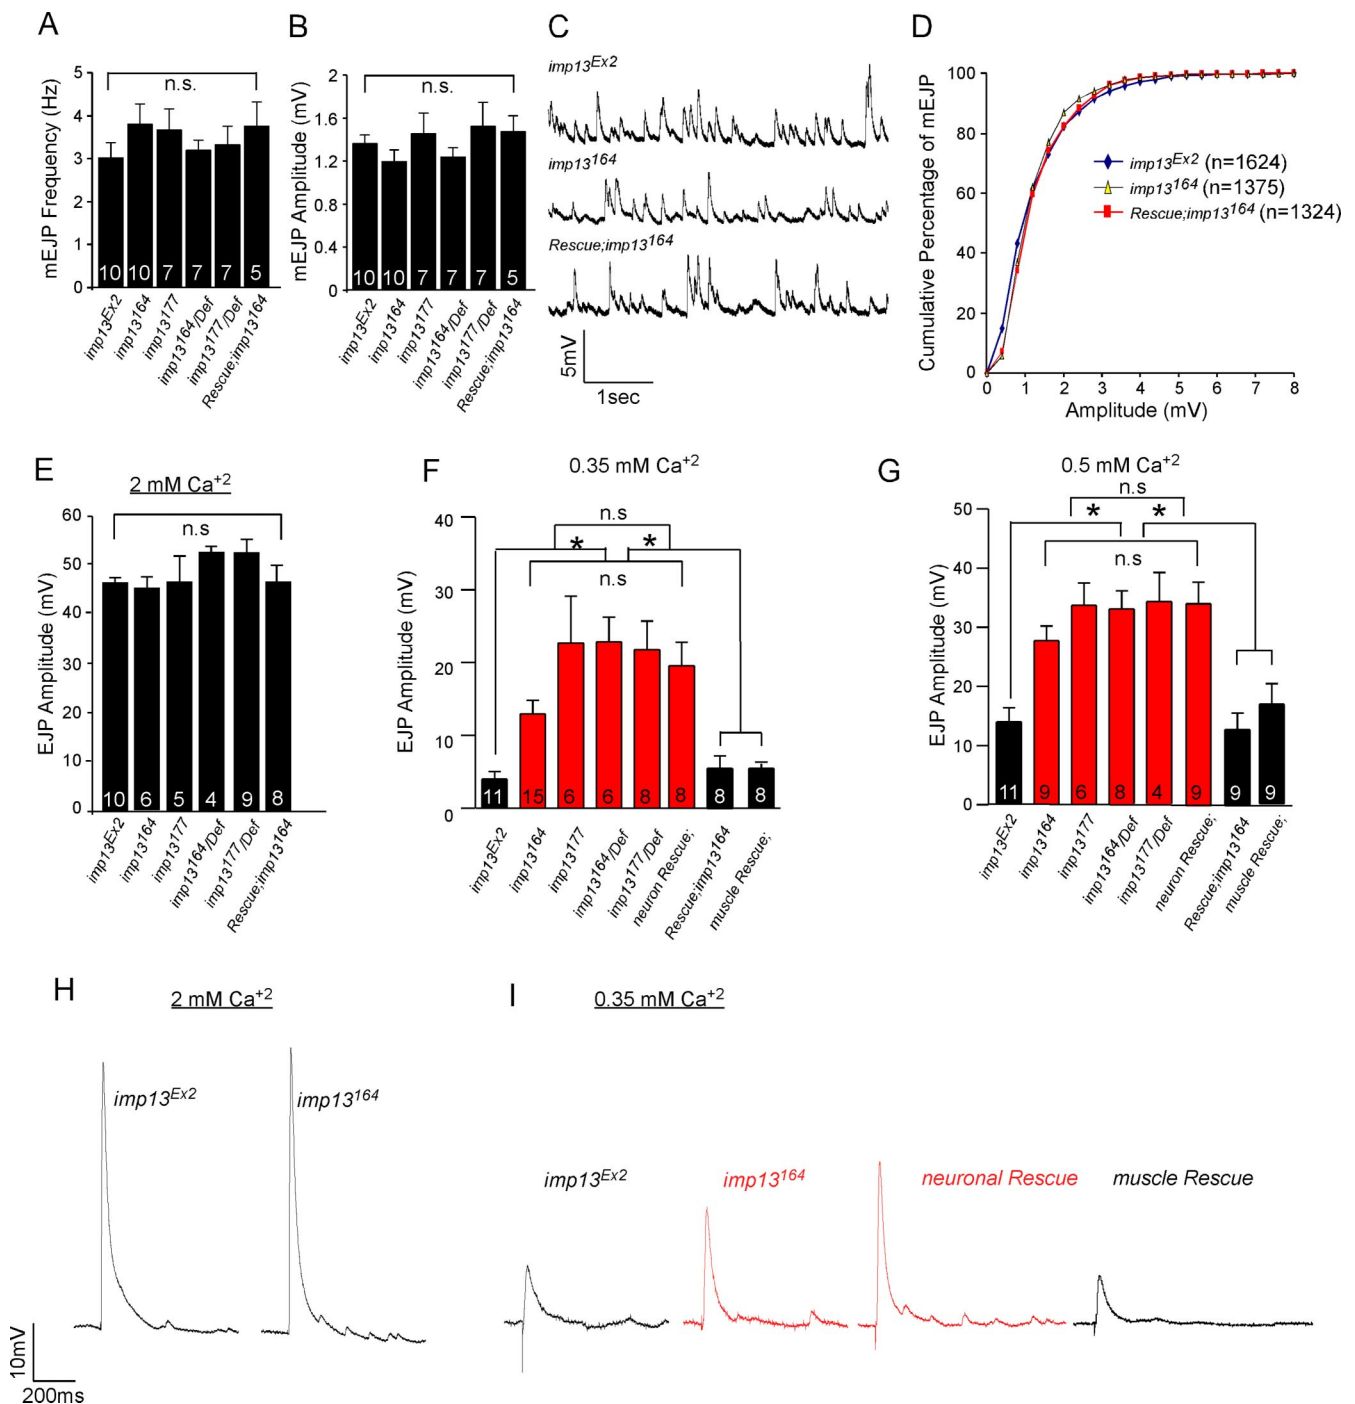 A
mEJP Frequency (Hz)
n.s.
5
4
3
2
1
0
10 10 7 7 7 5
imp13Ex2
imp13164
imp13177
imp13164/Def
imp13177/Def
Rescue;imp13164
B
mEJP Amplitude (mV)
n.s.
2
1.6
1.2
0.8
0.4
0
10 10 7 7 7 5
imp13Ex2
imp13164
imp13177
imp13164/Def
imp13177/Def
Rescue;imp13164
C
imp13Ex2
imp13164
Rescue;imp13164
5mV
1sec
D
Cumulative Percentage of mEJP
100
80
60
40
20
0
imp13Ex2 (n=1624)
imp13164 (n=1375)
Rescue;imp13164 (n=1324)
0 1 2 3 4 5 6 7 8
Amplitude (mV)
E
2 mM Ca+2
n.s
EJP Amplitude (mV)
60
50
40
30
20
10
0
10 6 5 4 9 8
imp13Ex2
imp13164
imp13177
imp13164/Def
imp13177/Def
Rescue;imp13164
F
0.35 mM Ca+2
n.s
* *
n.s
EJP Amplitude (mV)
40
30
20
10
0
11 15 6 6 8 8 8 8
imp13Ex2
imp13164
imp13177
imp13164/Def
imp13177/Def
neuron Rescue;
Rescue;imp13164
muscle Rescue;
G
0.5 mM Ca+2
n.s
* *
n.s
EJP Amplitude (mV)
50
40
30
20
10
0
11 9 6 8 4 9 9 9
imp13Ex2
imp13164
imp13177
imp13164/Def
imp13177/Def
neuron Rescue;
Rescue;imp13164
muscle Rescue;
H
2 mM Ca+2
imp13Ex2
imp13164
10mV
200ms
I
0.35 mM Ca+2
imp13Ex2
imp13164
neuronal Rescue
muscle Rescue